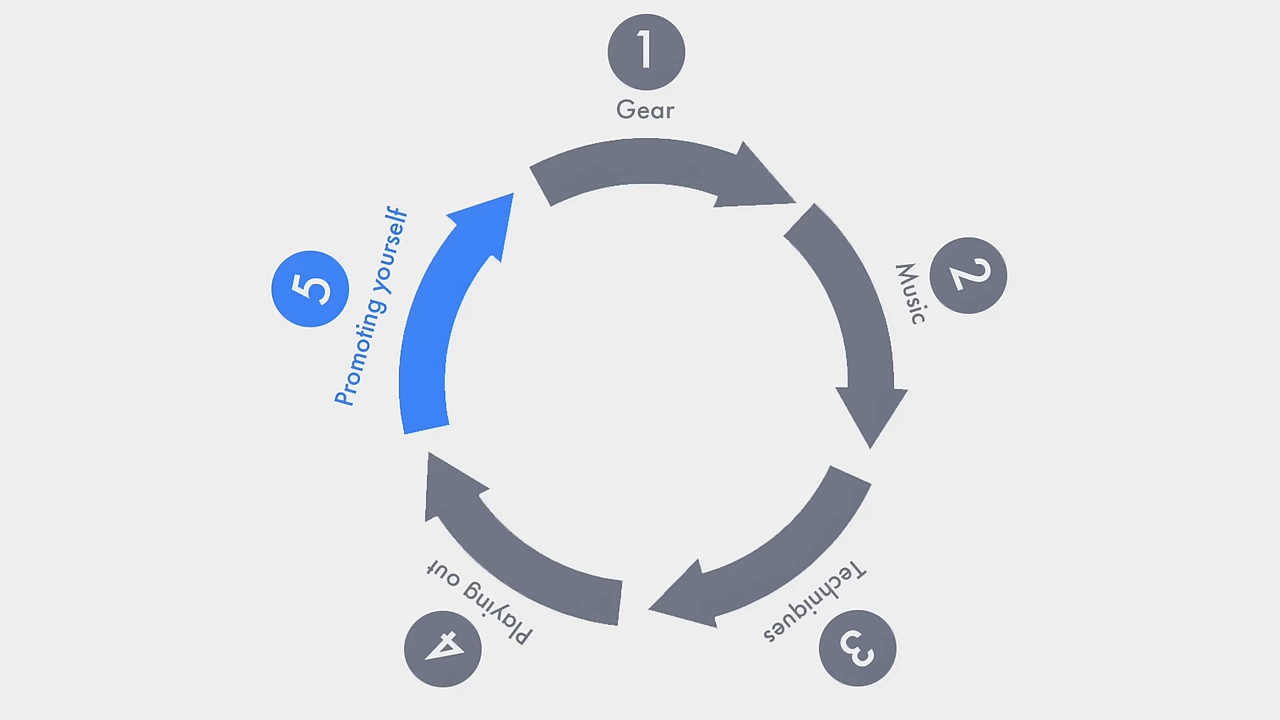 1
Gear
2
Music
3
Techniques
4
Playing out
5
Promoting yourself